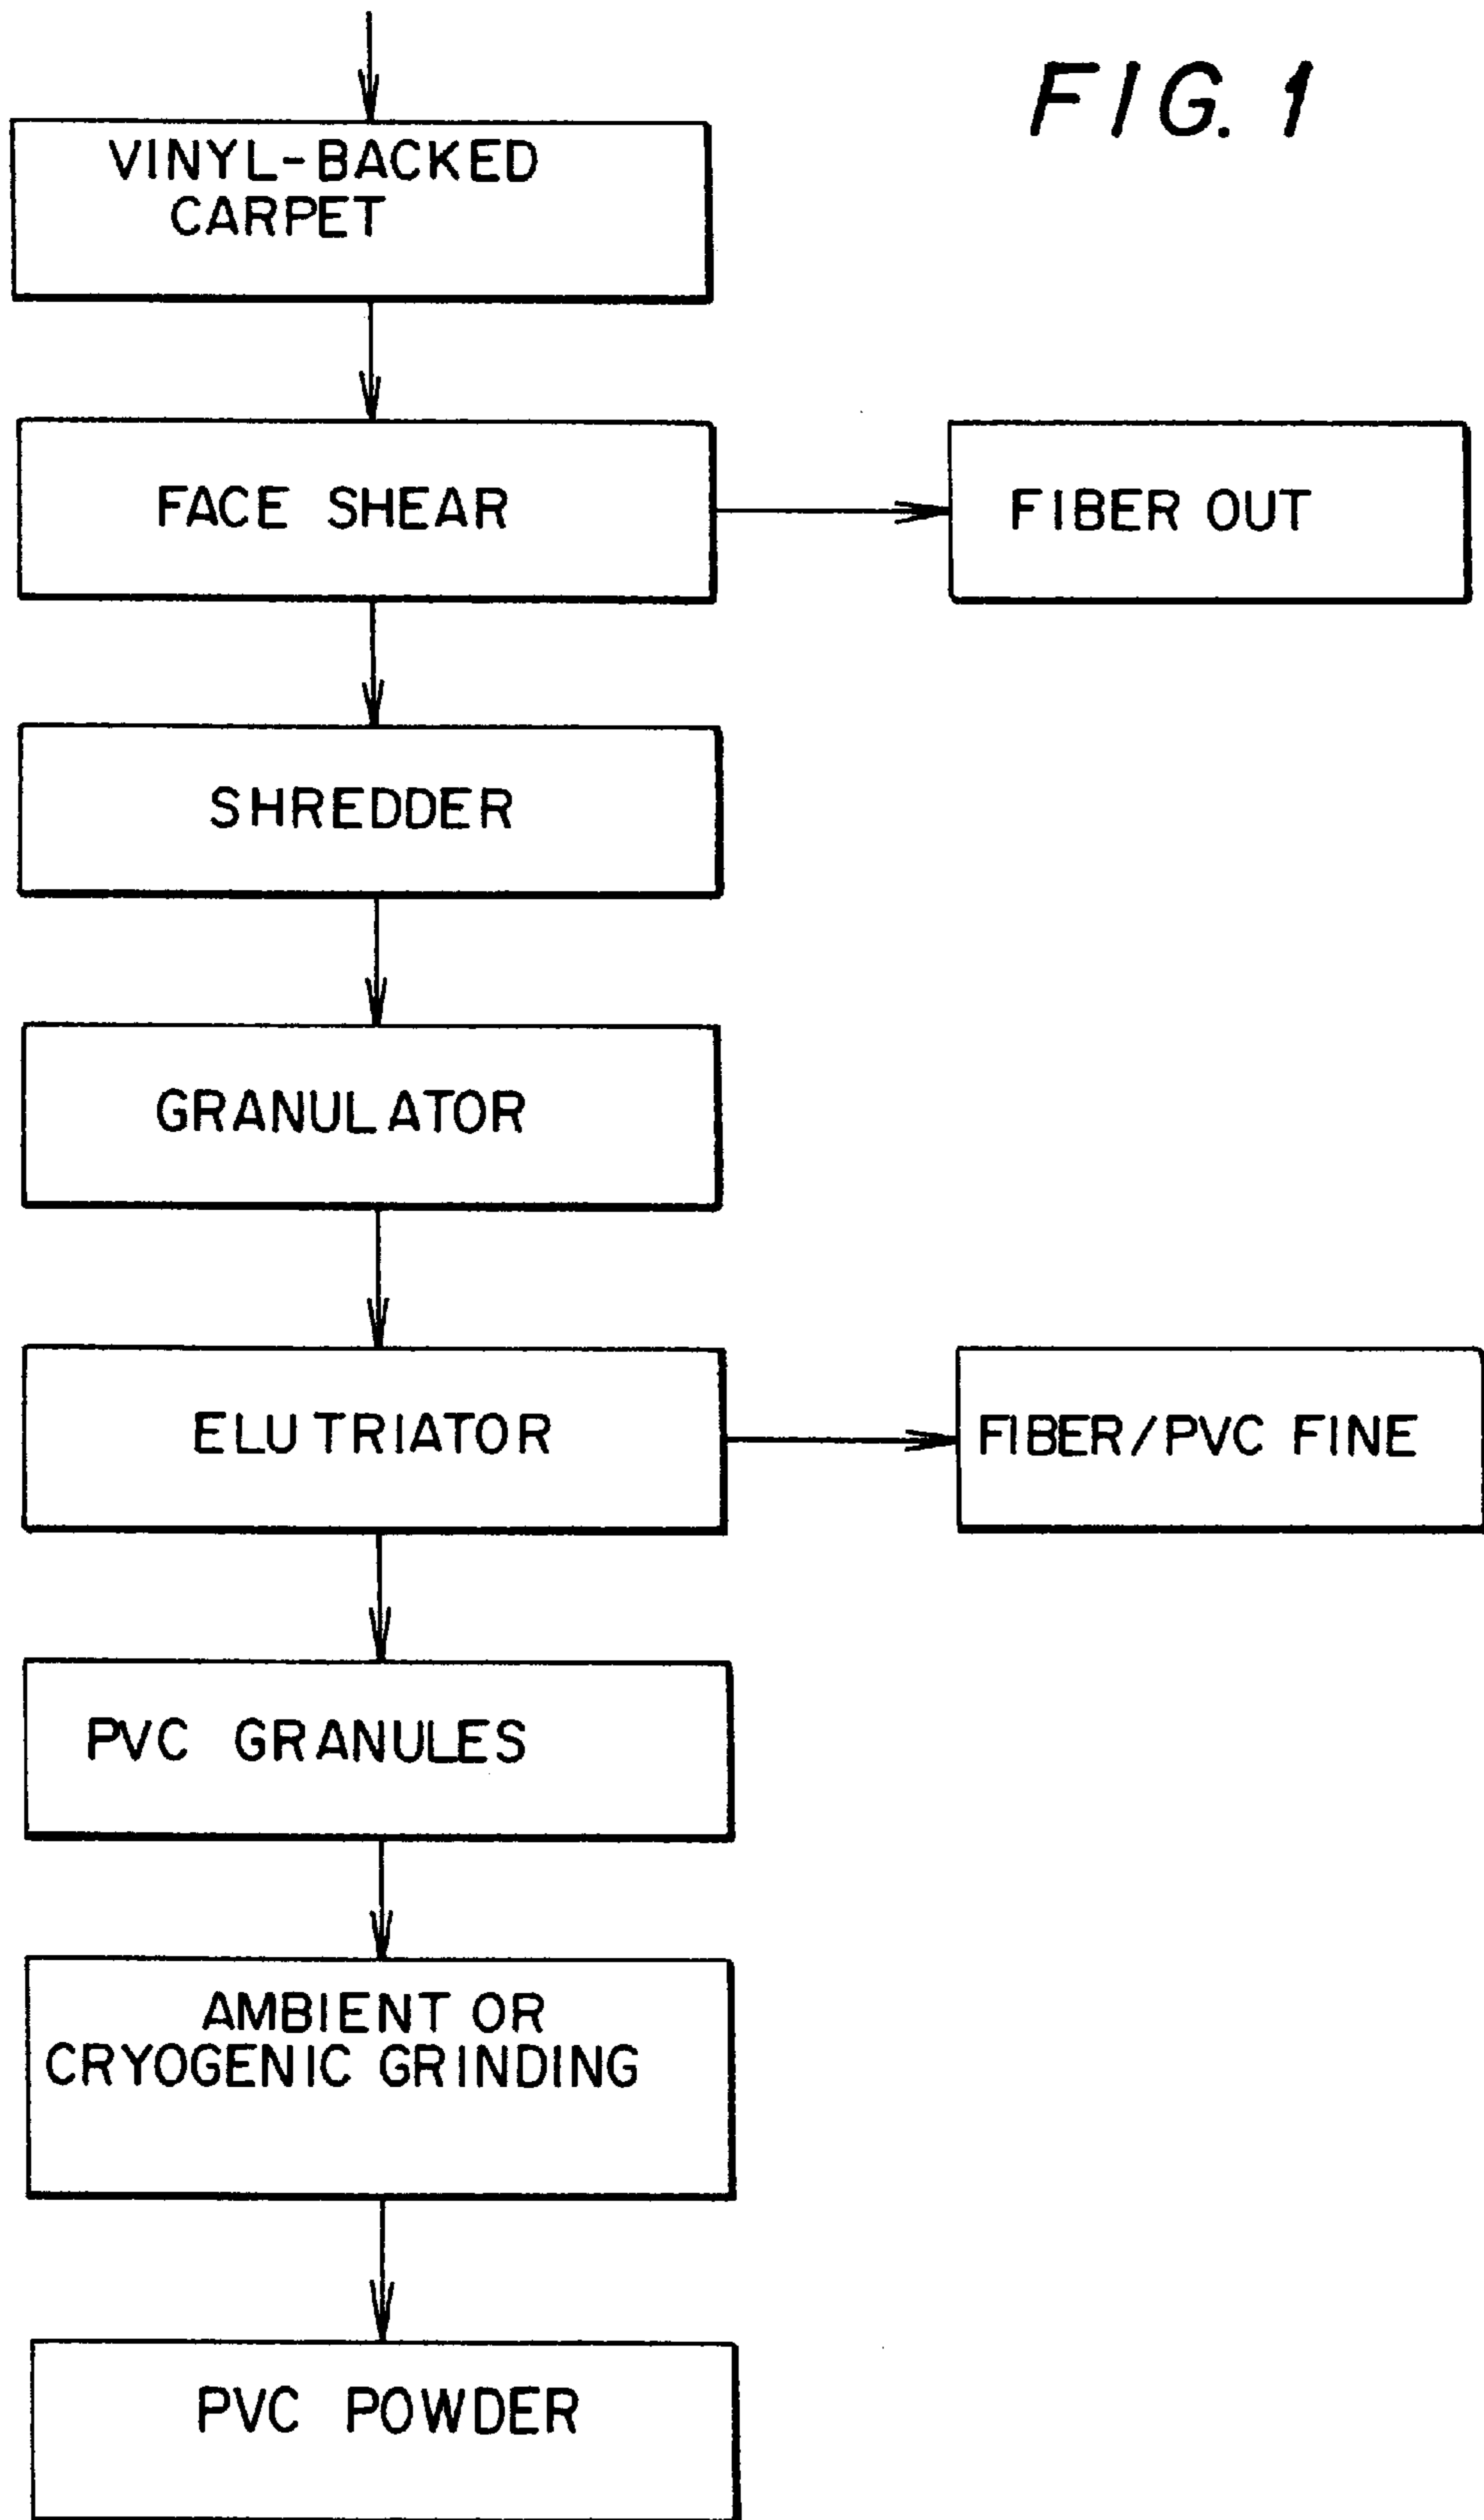 FIG. 1
VINYL-BACKED
CARPET
FACE SHEAR
FIBER OUT
SHREDDER
GRANULATOR
ELUTRIATOR
FIBER/PVC FINE
PVC GRANULES
AMBIENT OR
CRYOGENIC GRINDING
PVC POWDER